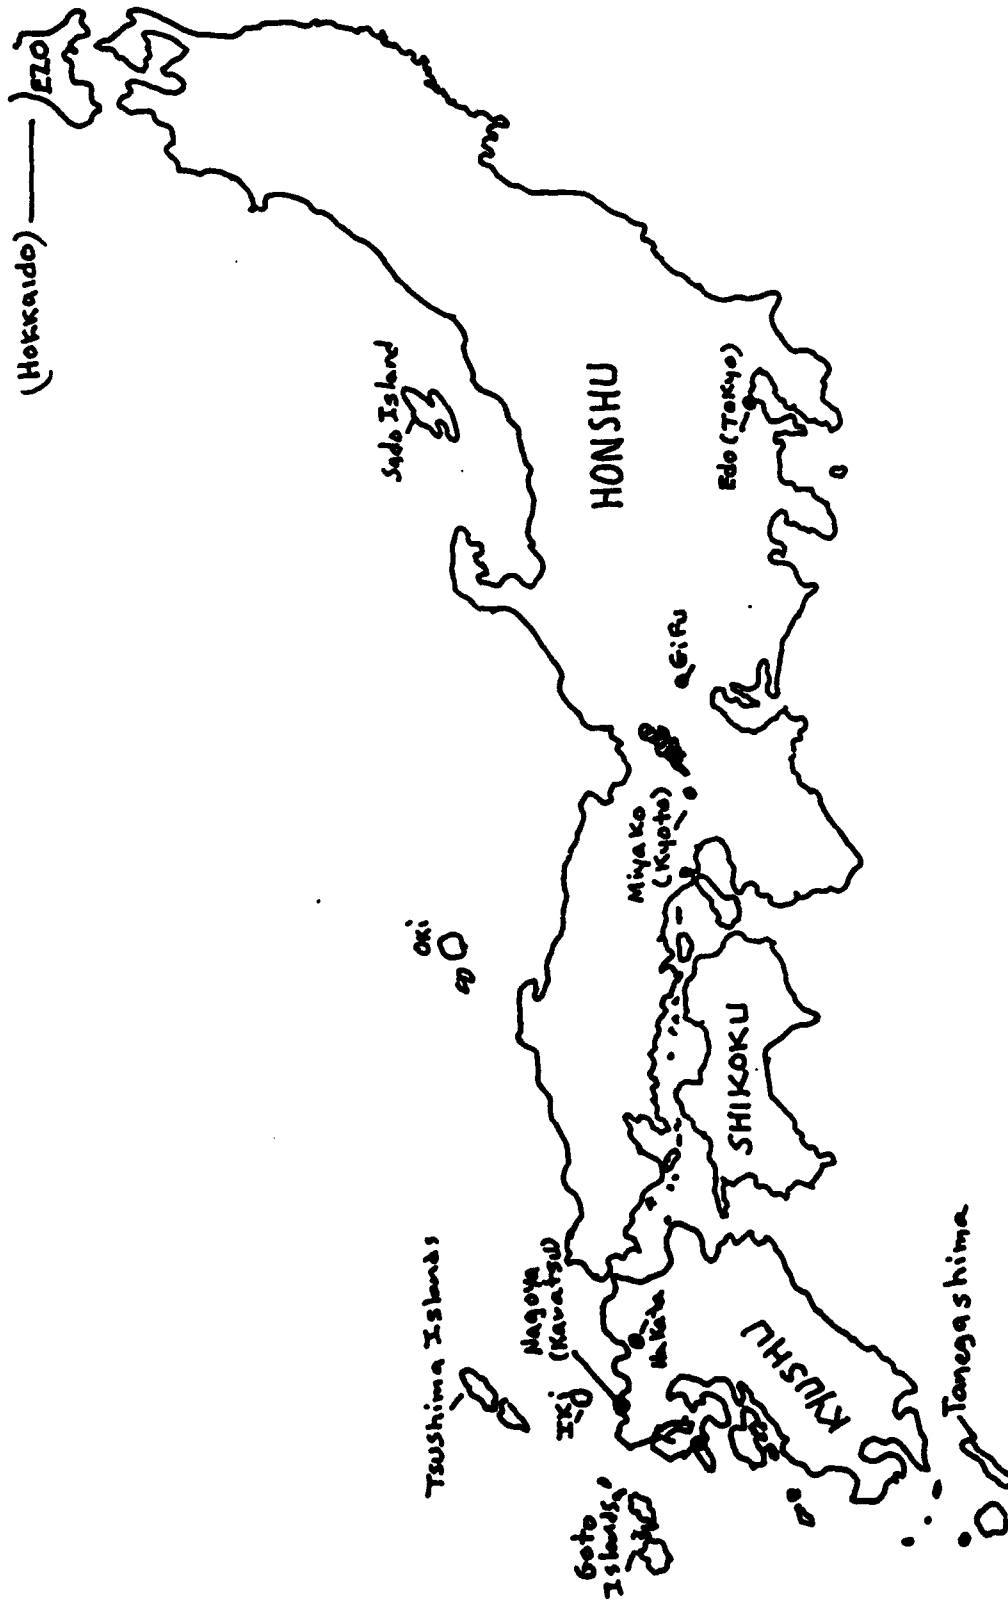 (Hokkaido)
EZO
Sado Island
Oki
Tsushima Islands
Nagoya
(Karatsu)
Iki
Goto
Islands
HONSHU
Miyako
(Kyoto)
Hakata
Gifu
Edo (Tokyo)
SHIKOKU
KYUSHU
Tanegashima